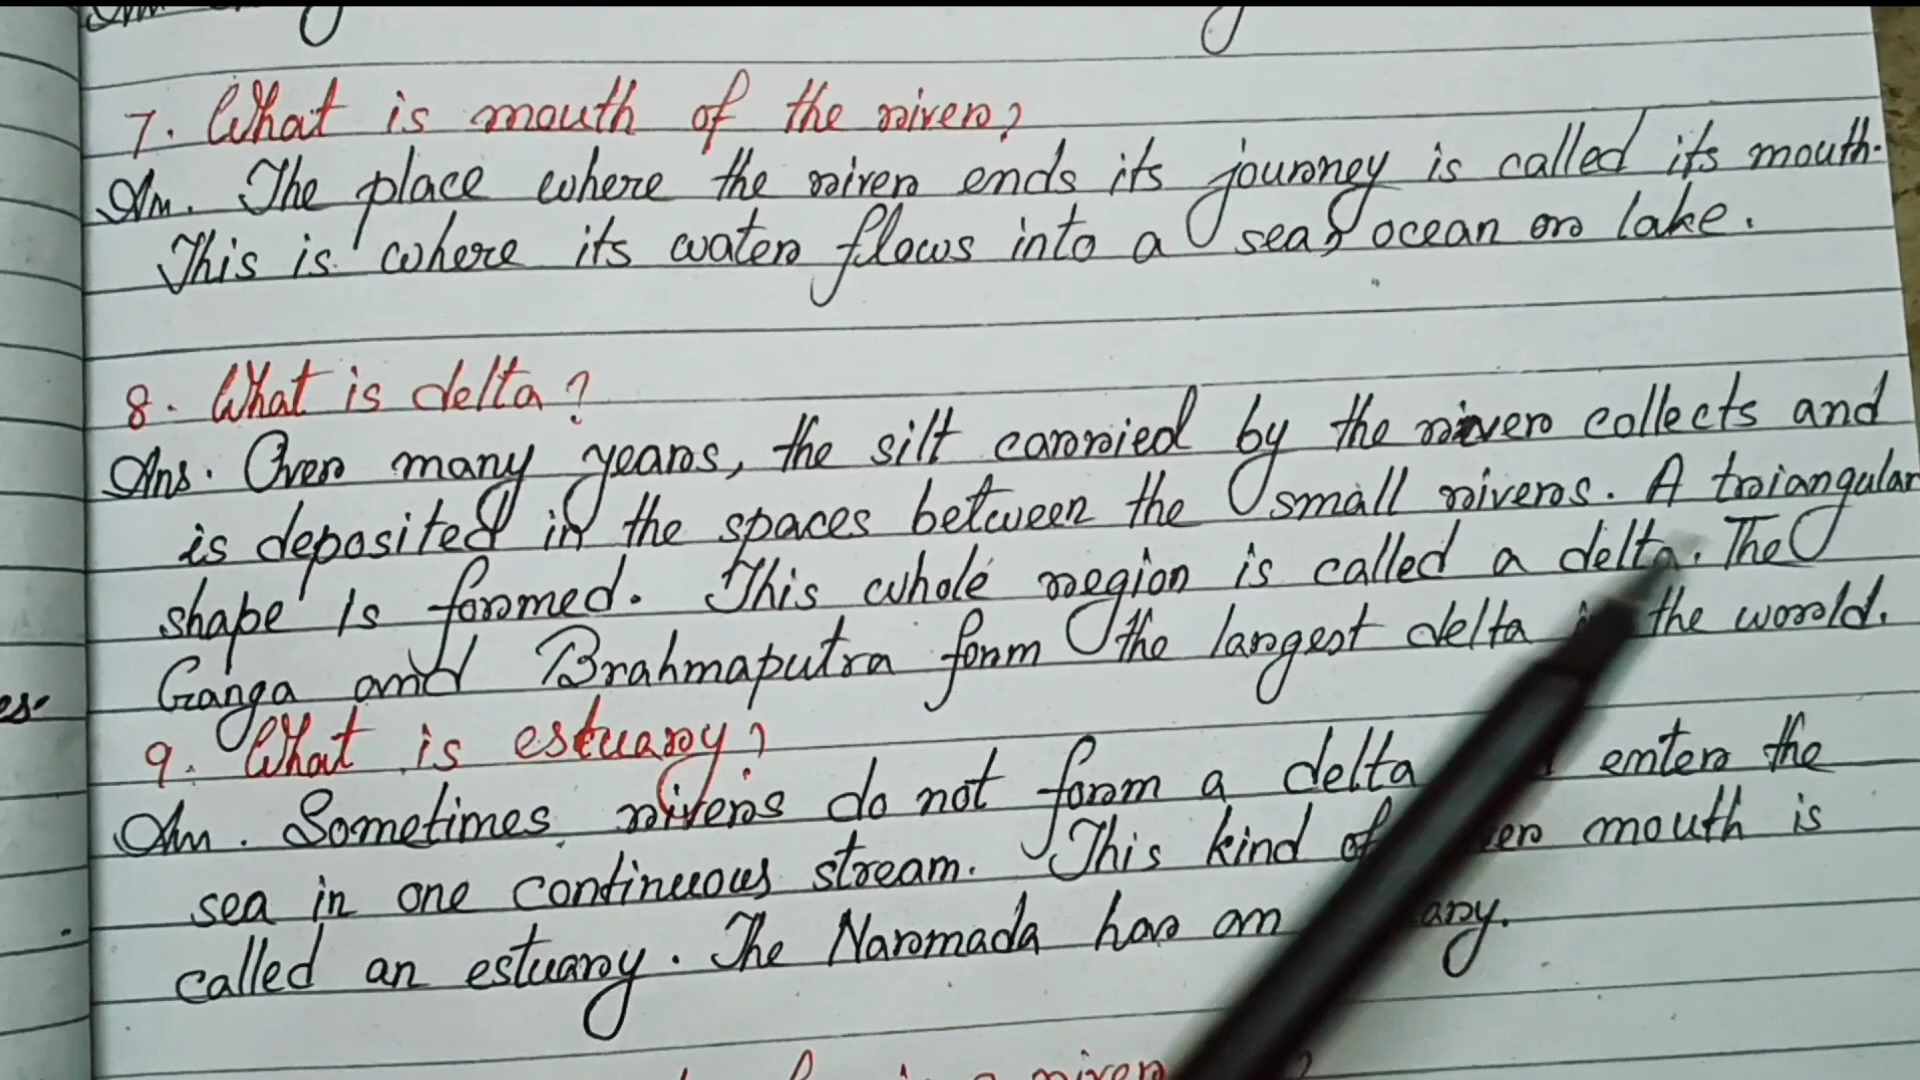 7. What is mouth of the river?
Ans. The place where the river ends its journey is called its mouth.
This is where its water flows into a sea, ocean or lake.
8. What is delta?
Ans. Over many years, the silt carried by the river collects and
is deposited in the spaces between the small rivers. A triangular
shape is formed. This whole region is called a delta. The
Ganga and Brahmaputra form the largest delta the world.
es.
9. What is estuary?
Ans. Sometimes rivers do not form a delta enter the
sea in one continuous stream. This kind of mouth is
called an estuary. The Narmada has an